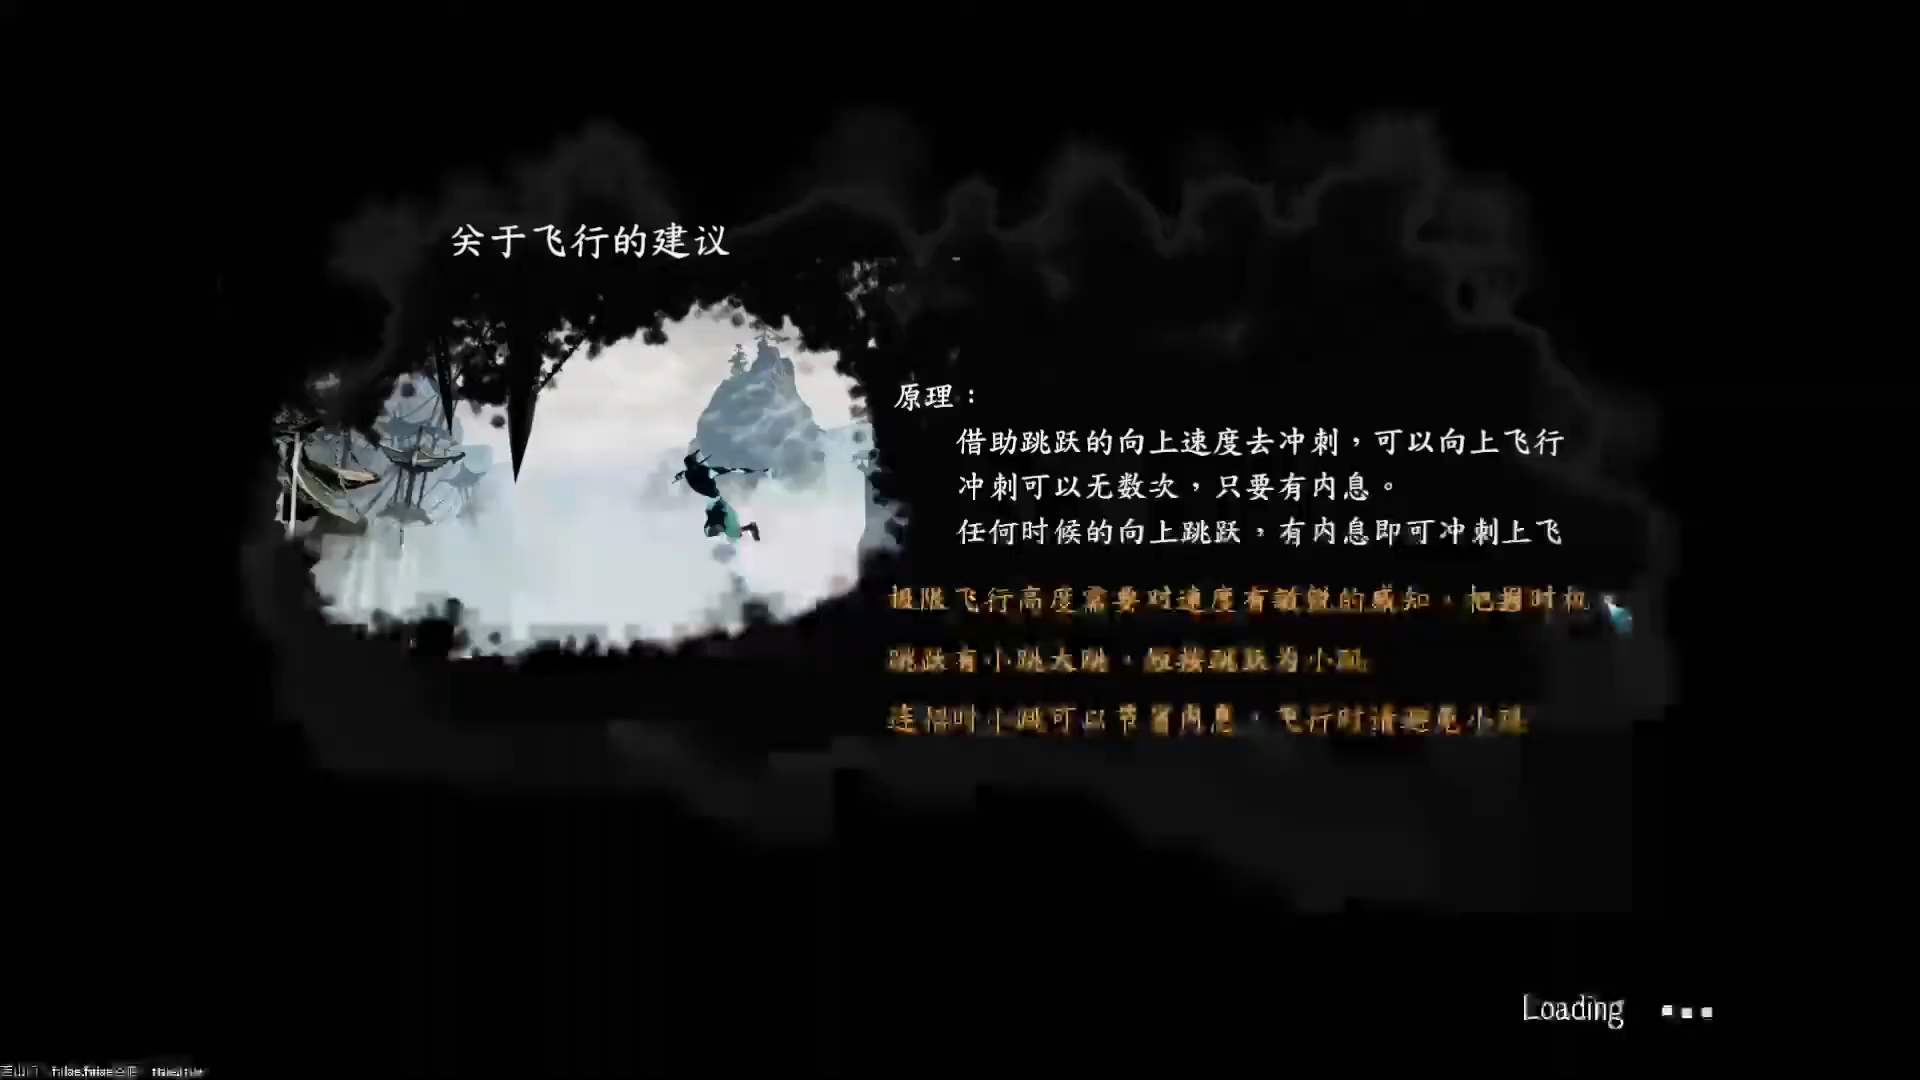 关于飞行的建议
原理：
借助跳跃的向上速度去冲刺，可以向上飞行
冲刺可以无数次，只要有内息。
任何时候的向上跳跃，有内息即可冲刺上飞
极限飞行高度需要对速度有敏锐的感知，把握时机
跳跃有小跳大跳，短按跳跃为小跳
连招时小跳可以节省内息，飞行时请避免小跳
Loading